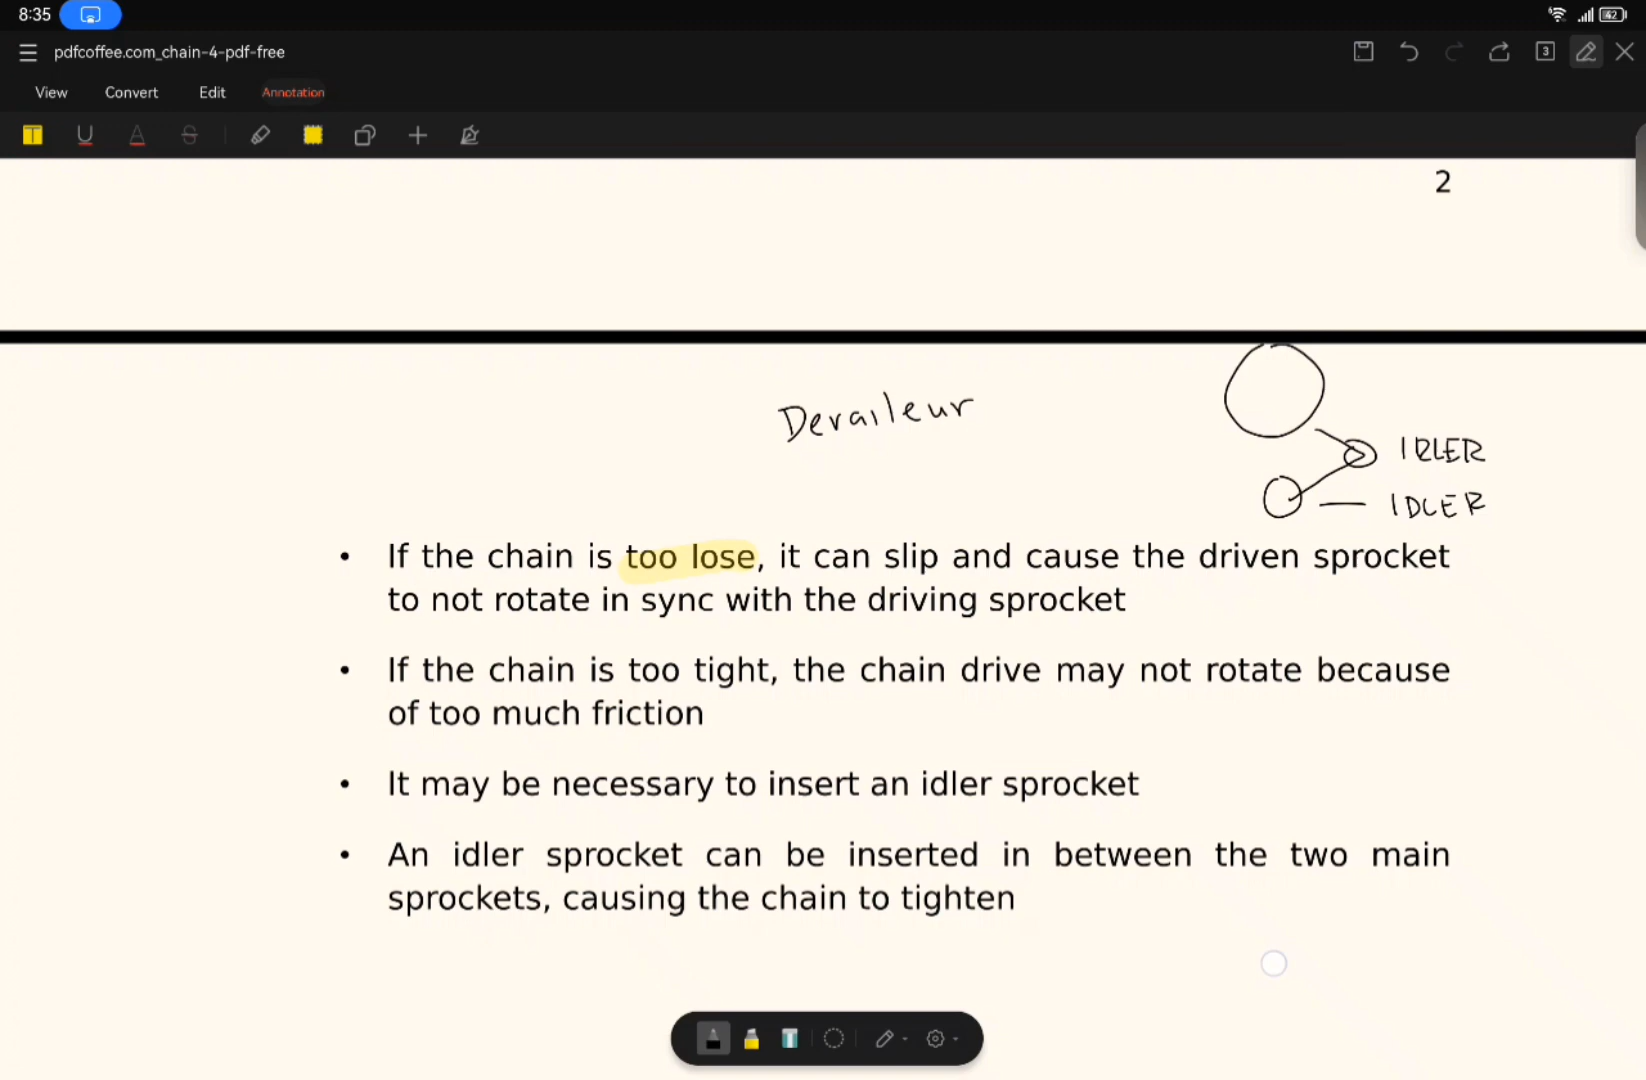 8:35
42
pdfcoffee.com_chain-4-pdf-free
3
View Convert Edit Annotation
T U A S
2
Deraileur
IRLER
IDLER
• If the chain is too lose, it can slip and cause the driven sprocket
to not rotate in sync with the driving sprocket
• If the chain is too tight, the chain drive may not rotate because
of too much friction
• It may be necessary to insert an idler sprocket
• An idler sprocket can be inserted in between the two main
sprockets, causing the chain to tighten